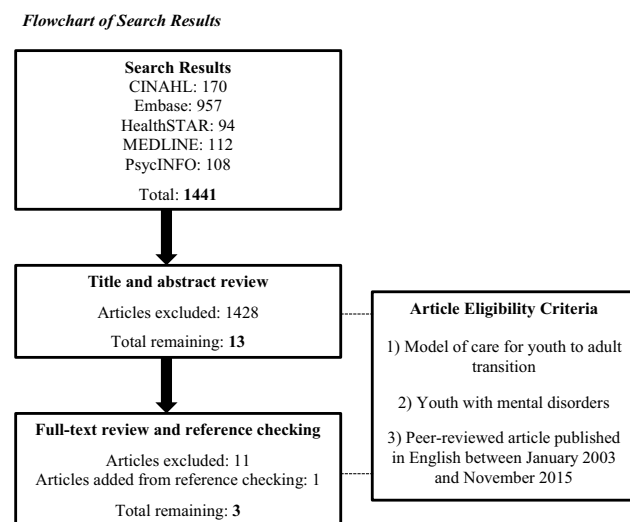 Flowchart of Search Results
Search Results
CINAHL: 170
Embase: 957
HealthSTAR: 94
MEDLINE: 112
PsycINFO: 108
Total: 1441
Title and abstract review
Articles excluded: 1428
Total remaining: 13
Article Eligibility Criteria
1) Model of care for youth to adult
transition
2) Youth with mental disorders
3) Peer-reviewed article published
in English between January 2003
and November 2015
Full-text review and reference checking
Articles excluded: 11
Articles added from reference checking: 1
Total remaining: 3